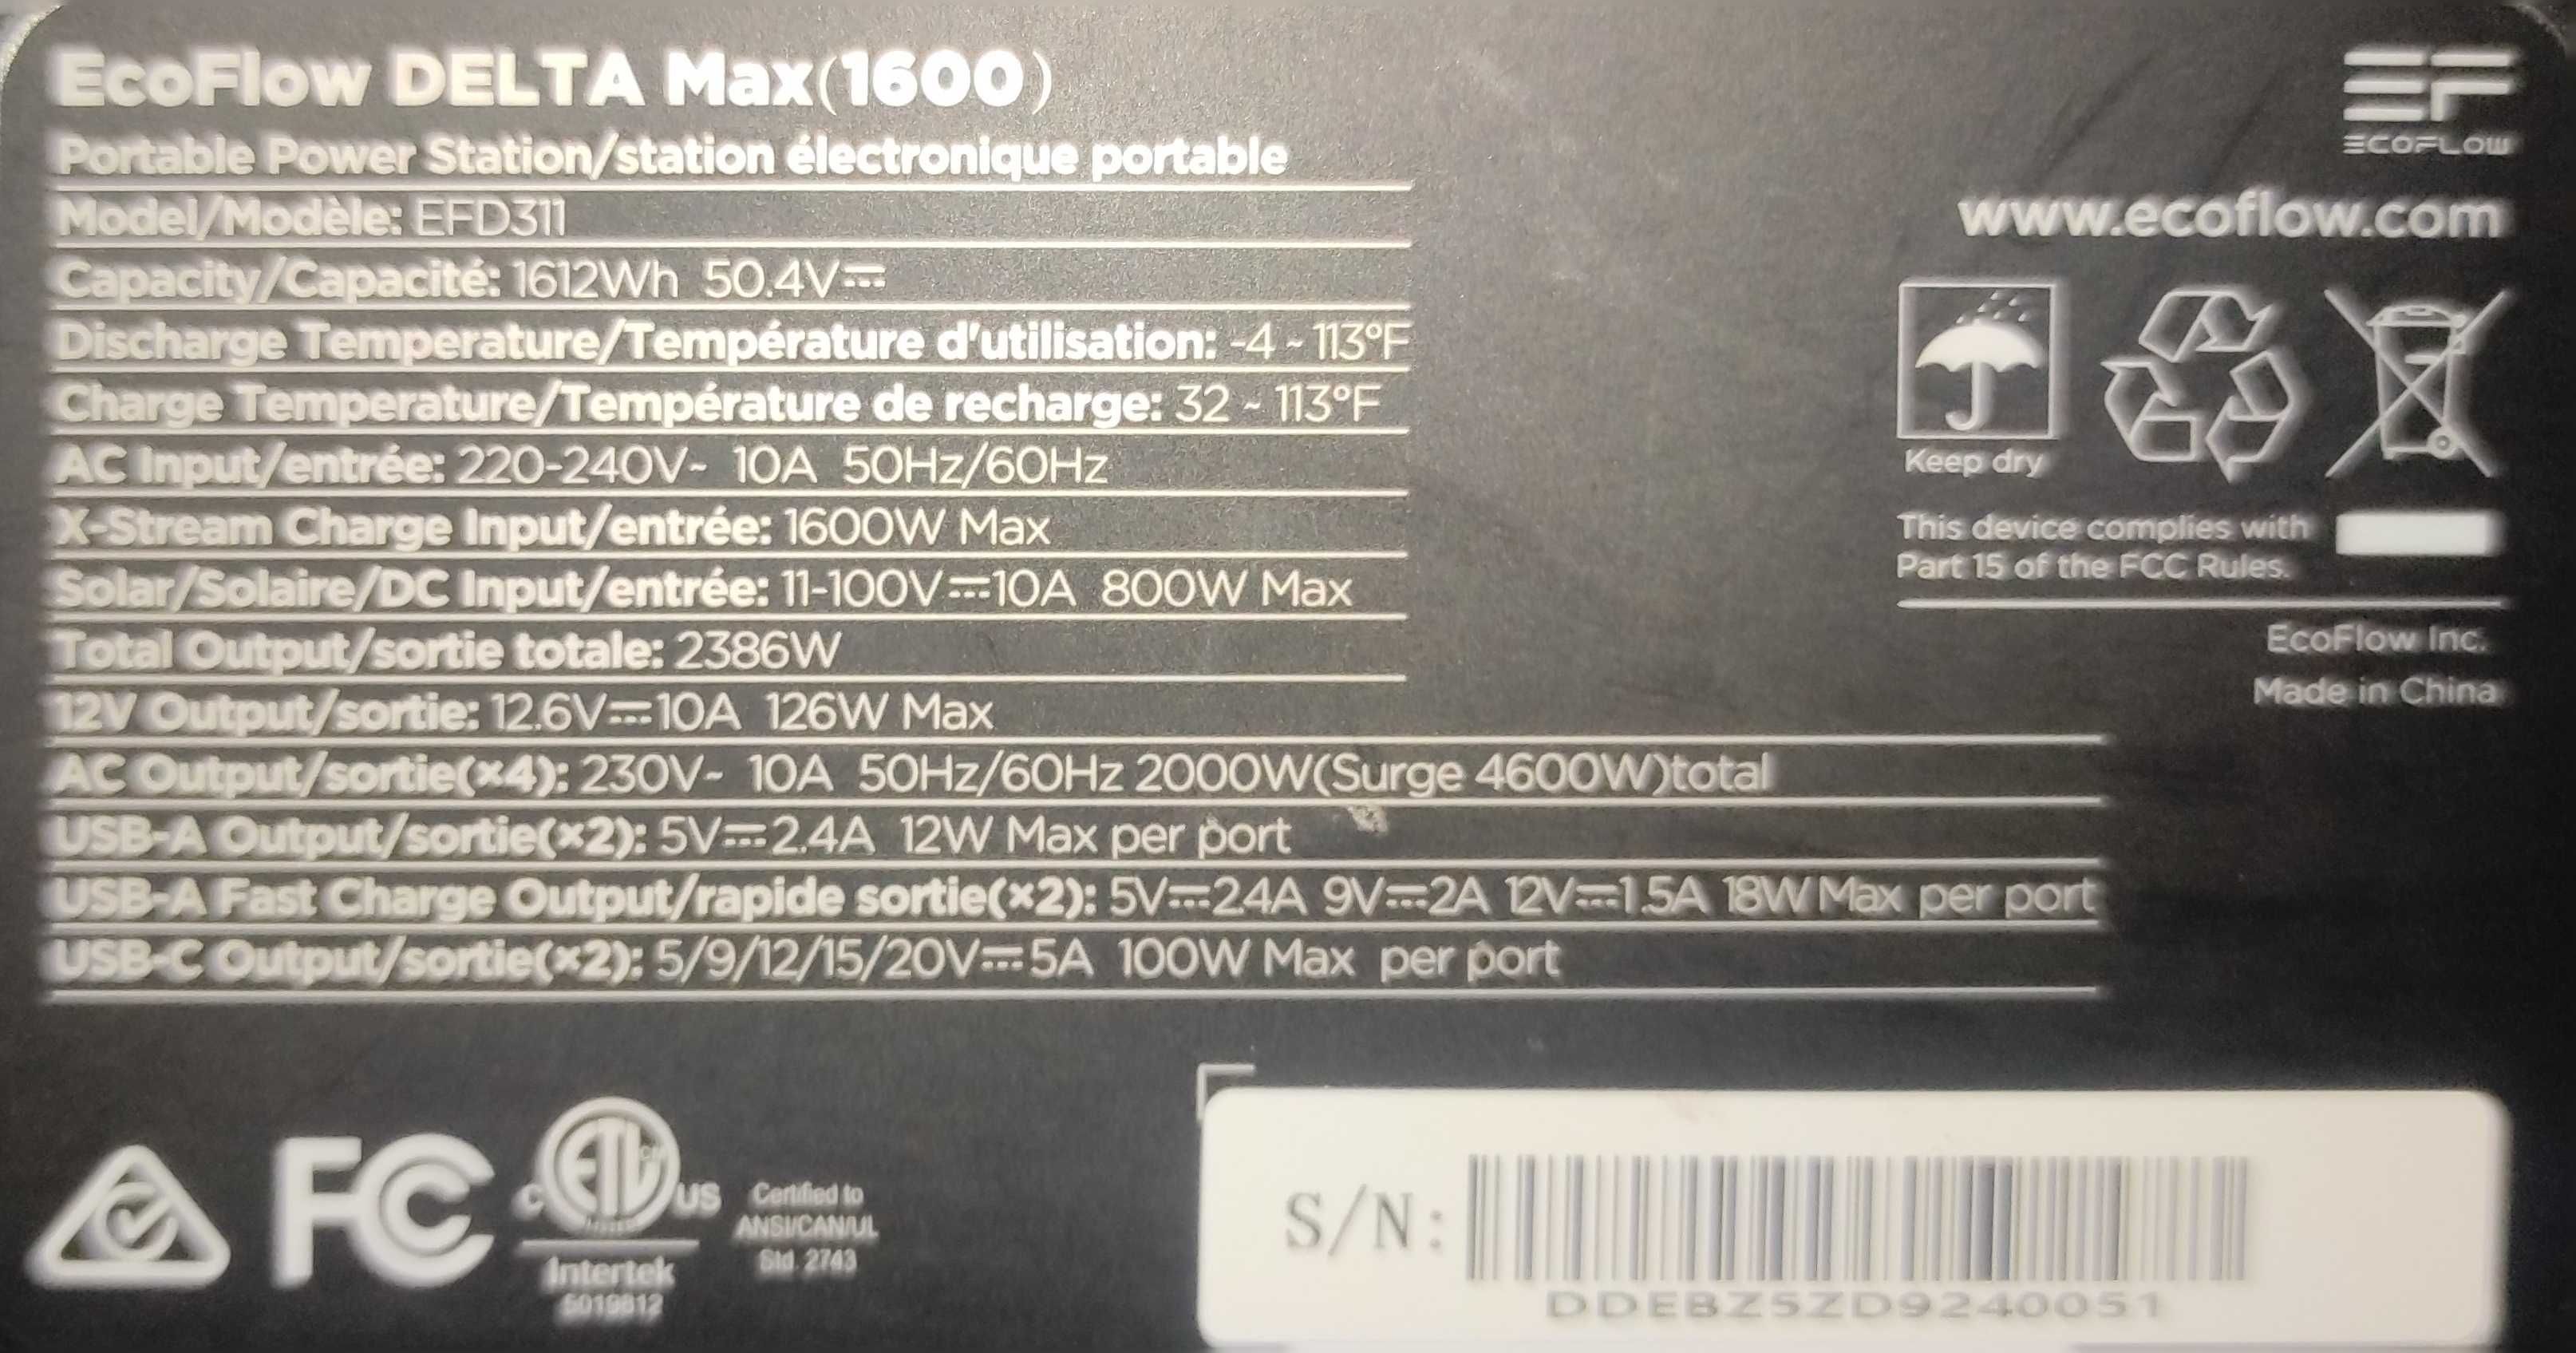 EcoFlow DELTA Max(1600)
Portable Power Station/station électronique portable
Model/Modèle: EFD311
Capacity/Capacité: 1612Wh 50.4V⎓
Discharge Temperature/Température d'utilisation: -4 ~ 113°F
Charge Temperature/Température de recharge: 32 ~ 113°F
AC Input/entrée: 220-240V~ 10A 50Hz/60Hz
X-Stream Charge Input/entrée: 1600W Max
Solar/Solaire/DC Input/entrée: 11-100V⎓10A 800W Max
Total Output/sortie totale: 2386W
12V Output/sortie: 12.6V⎓10A 126W Max
AC Output/sortie(×4): 230V~ 10A 50Hz/60Hz 2000W(Surge 4600W)total
USB-A Output/sortie(×2): 5V⎓2.4A 12W Max per port
USB-A Fast Charge Output/rapide sortie(×2): 5V⎓2.4A 9V⎓2A 12V⎓1.5A 18W Max per port
USB-C Output/sortie(×2): 5/9/12/15/20V⎓5A 100W Max per port
EF
ECOFLOW
www.ecoflow.com
Keep dry
This device complies with
Part 15 of the FCC Rules.
EcoFlow Inc.
Made in China
FC
ETL CM
C US
Intertek
5019812
Certified to
ANSI/CAN/UL
Std. 2743
S/N:
DDEBZ5ZD9240051